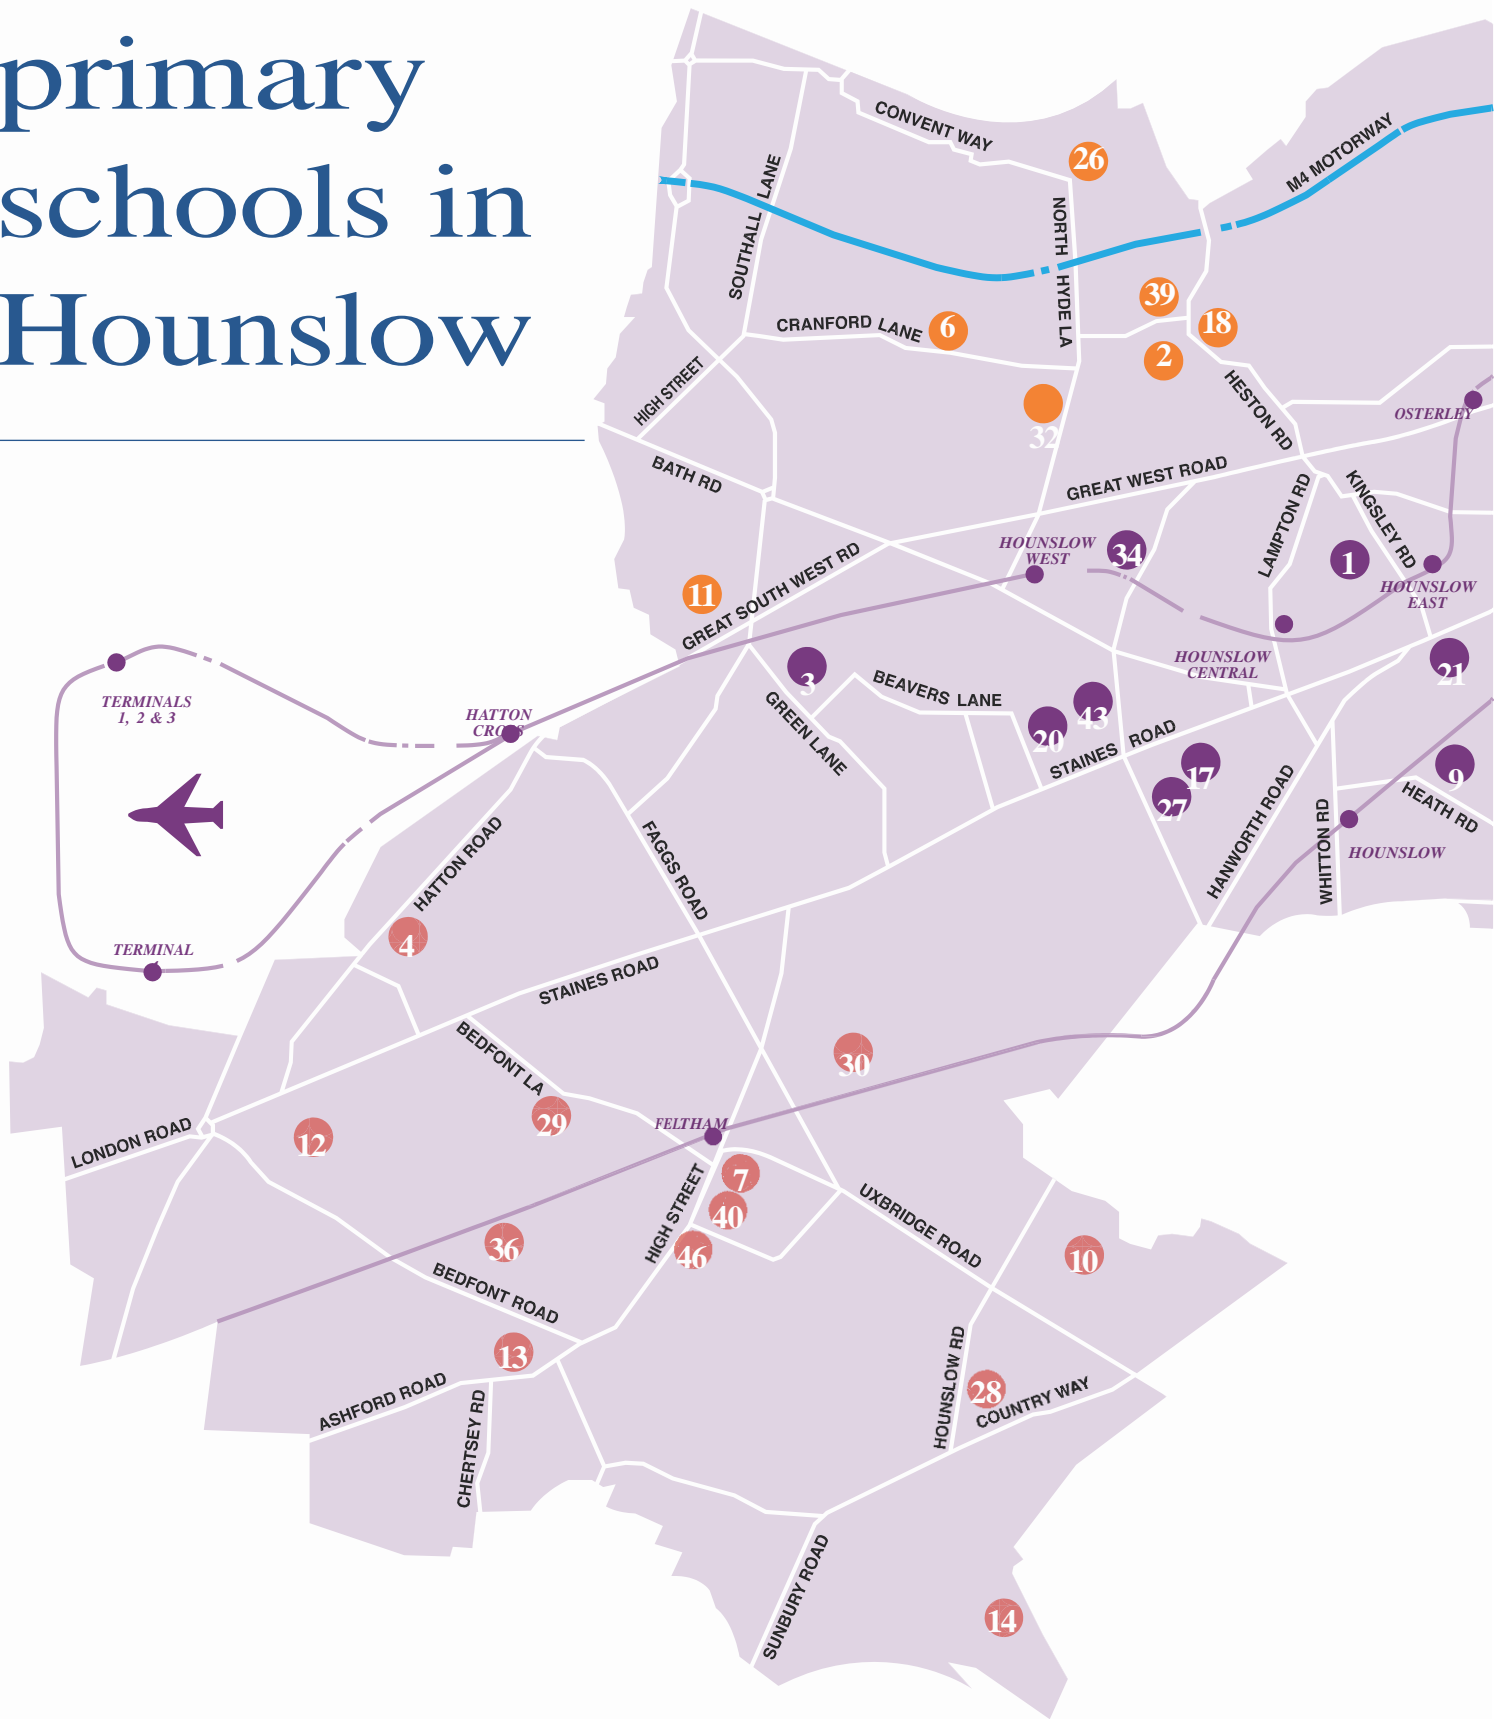 primary
schools in
Hounslow
CONVENT WAY
26
M4 MOTORWAY
SOUTHALL LANE
NORTH HYDE LA
39
18
CRANFORD LANE
6
2
HIGH STREET
32
HESTON RD
OSTERLEY
BATH RD
GREAT WEST ROAD
LAMPTON RD
KINGSLEY RD
HOUNSLOW
WEST
34
1
GREAT SOUTH WEST RD
11
HOUNSLOW
EAST
HOUNSLOW
CENTRAL
21
3
BEAVERS LANE
TERMINALS
1, 2 & 3
HATTON
CROSS
GREEN LANE
43
20
STAINES ROAD
17
27
9
HEATH RD
HANWORTH ROAD
WHITTON RD
HOUNSLOW
HATTON ROAD
FAGGS ROAD
4
TERMINAL
4
STAINES ROAD
BEDFONT LA
30
29
FELTHAM
LONDON ROAD
12
7
40
HIGH STREET
46
UXBRIDGE ROAD
10
36
BEDFONT ROAD
13
HOUNSLOW RD
28
COUNTRY WAY
ASHFORD ROAD
CHERTSEY RD
SUNBURY ROAD
14